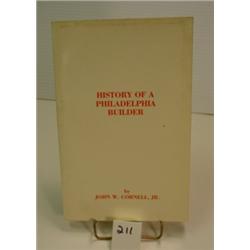 HISTORY OF A
PHILADELPHIA
BUILDER
by
JOHN W. CORNELL, JR.
211